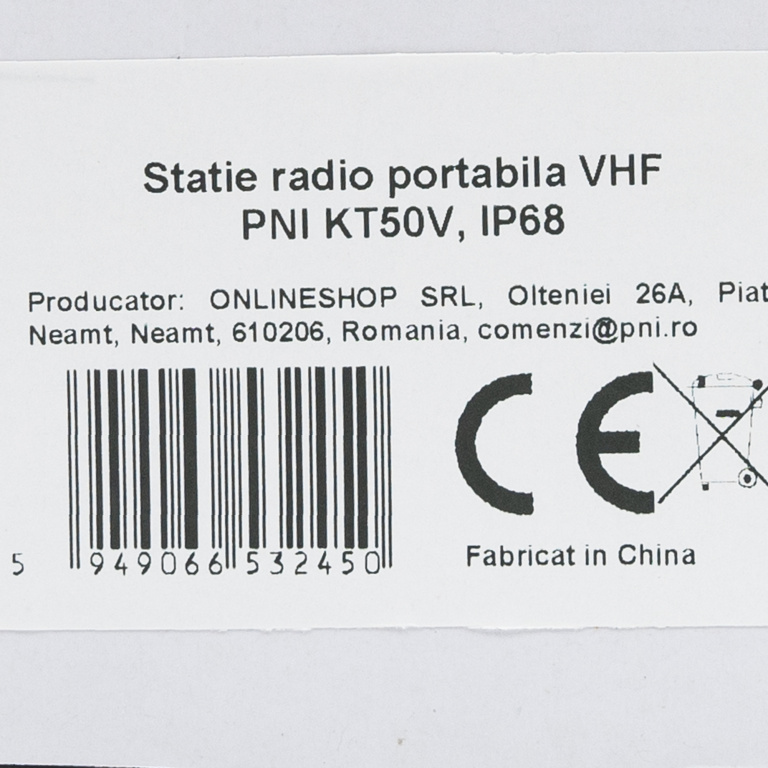 Statie radio portabila VHF
PNI KT50V, IP68
Producator: ONLINESHOP SRL, Olteniei 26A, Piat
Neamt, Neamt, 610206, Romania, comenzi@pni.ro
CE
5 949066 532450
Fabricat in China